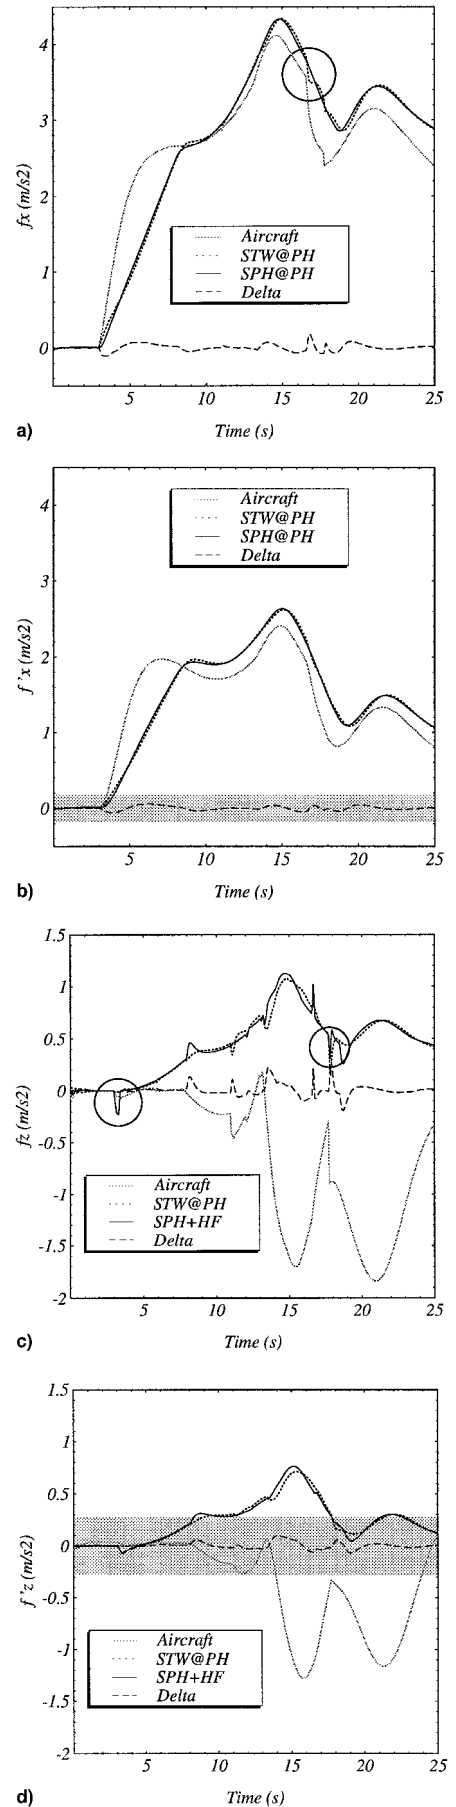 4
3
2
1
0
fx (m/s2)
Aircraft
STW@PH
SPH@PH
Delta
5 10 15 20 25
a) Time (s)
4
3
2
1
0
f'x (m/s2)
Aircraft
STW@PH
SPH@PH
Delta
5 10 15 20 25
b) Time (s)
1.5
1
0.5
0
-0.5
-1
-1.5
-2
fz (m/s2)
Aircraft
STW@PH
SPH+HF
Delta
5 10 15 20 25
c) Time (s)
1.5
1
0.5
0
-0.5
-1
-1.5
-2
f'z (m/s2)
Aircraft
STW@PH
SPH+HF
Delta
5 10 15 20 25
d) Time (s)